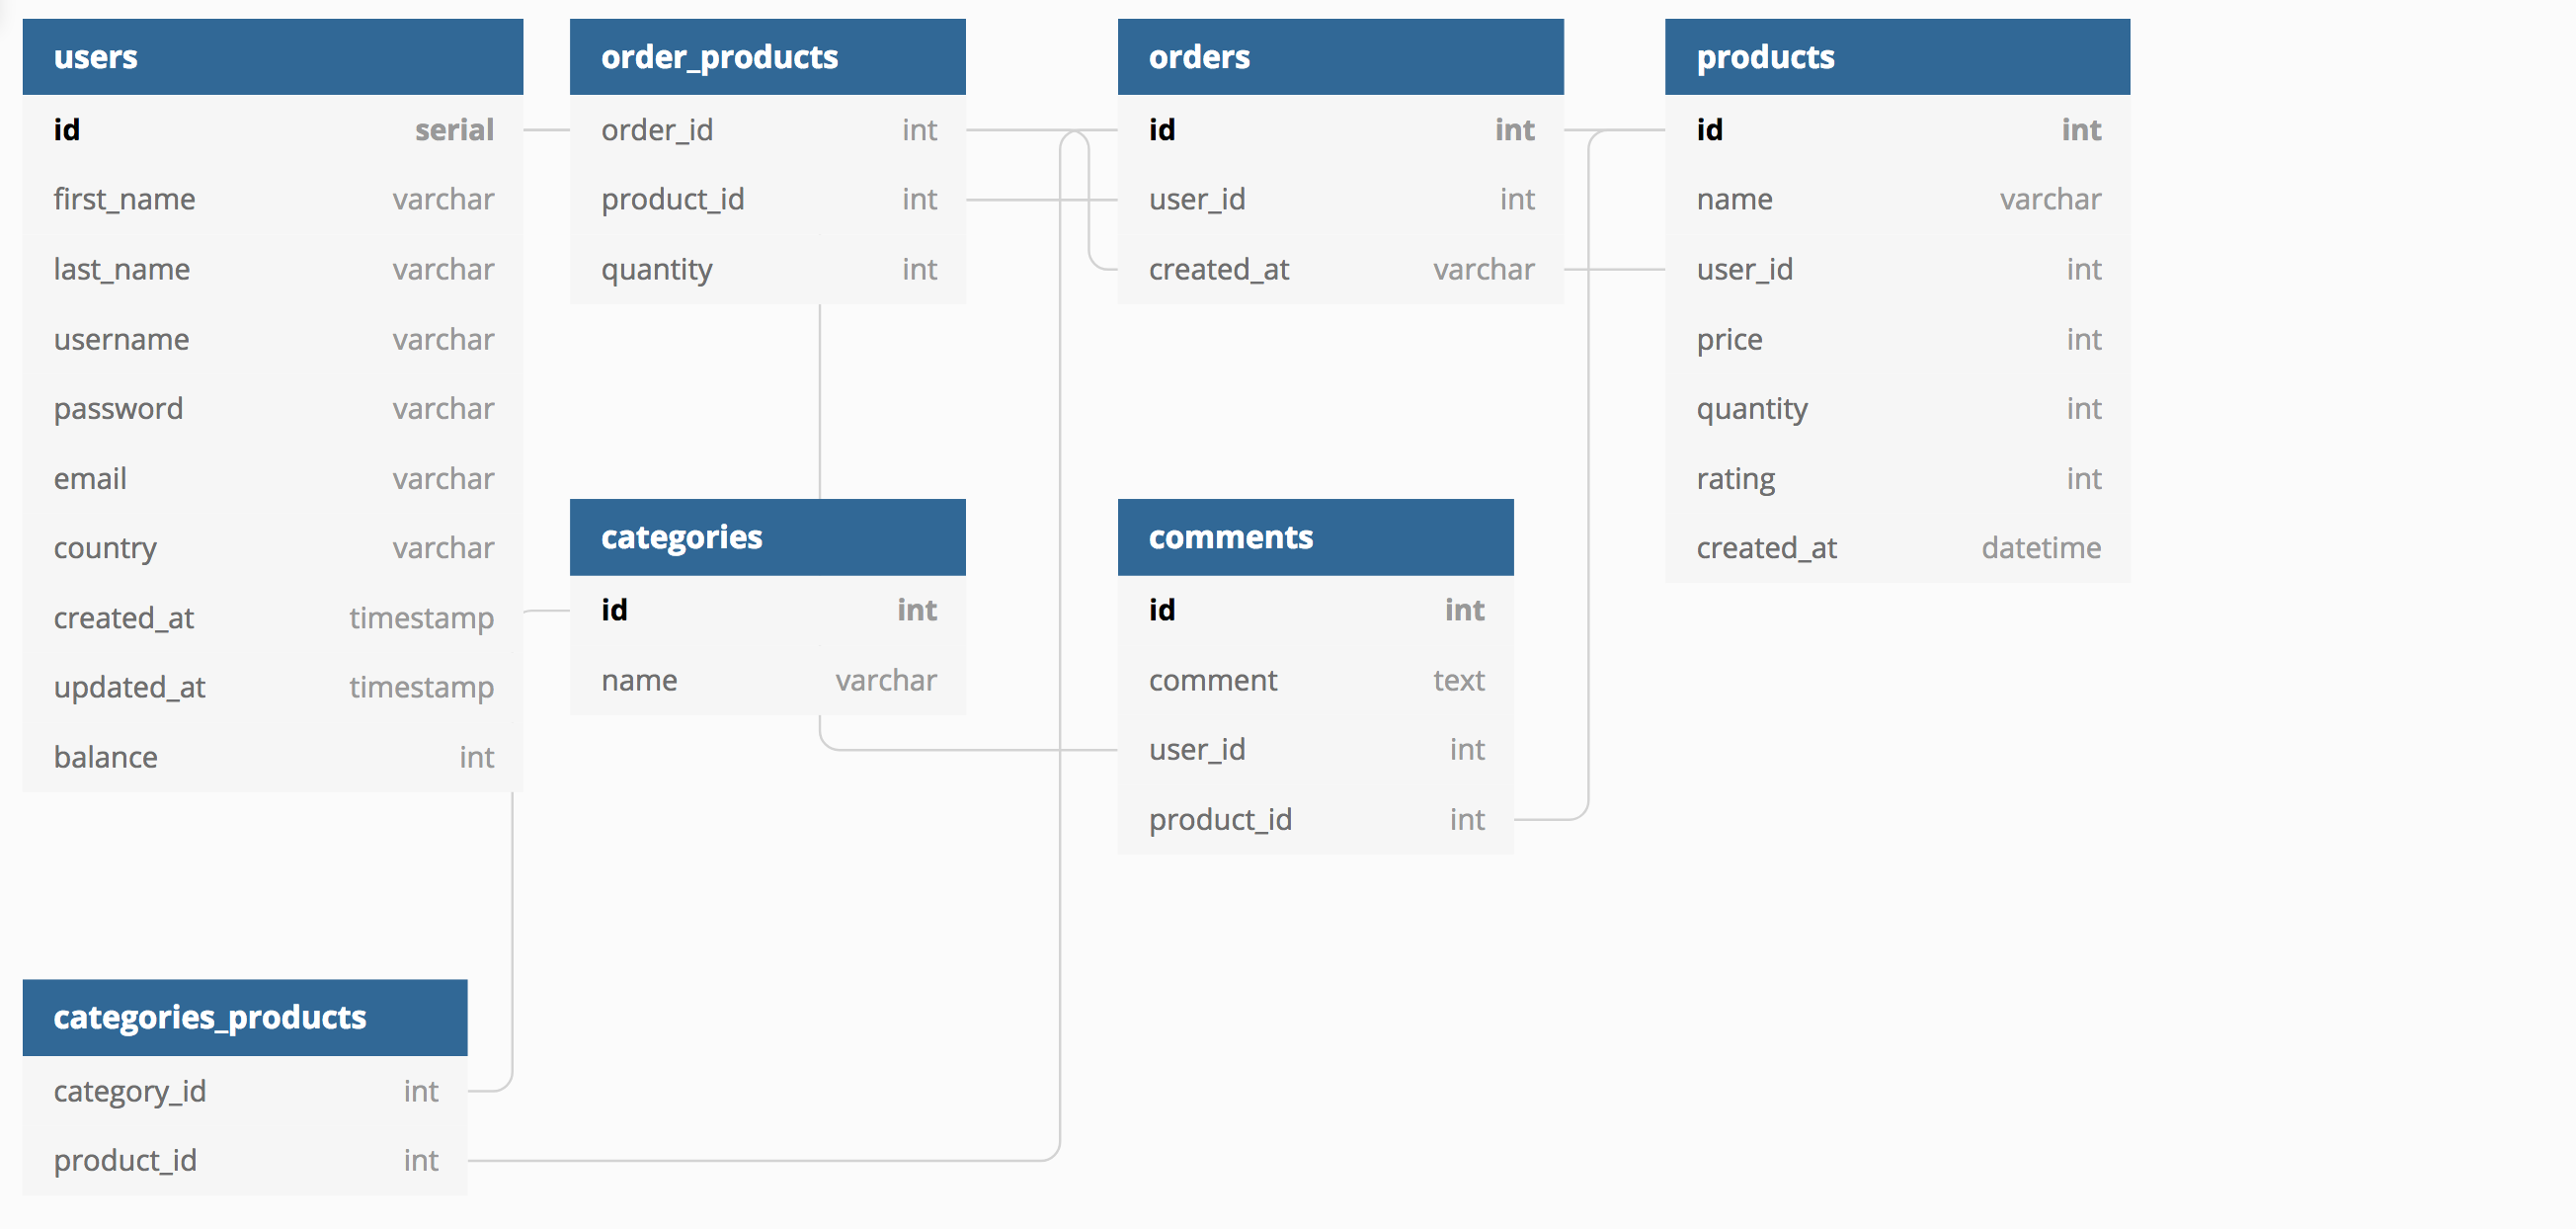 users
id serial
first_name varchar
last_name varchar
username varchar
password varchar
email varchar
country varchar
created_at timestamp
updated_at timestamp
balance int
order_products
order_id int
product_id int
quantity int
orders
id int
user_id int
created_at varchar
products
id int
name varchar
user_id int
price int
quantity int
rating int
created_at datetime
categories
id int
name varchar
comments
id int
comment text
user_id int
product_id int
categories_products
category_id int
product_id int